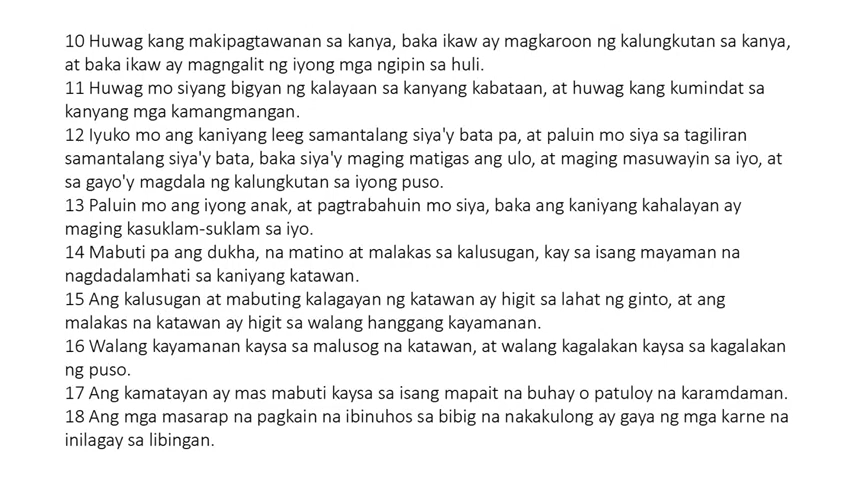 10 Huwag kang makipagtawanan sa kanya, baka ikaw ay magkaroon ng kalungkutan sa kanya,
at baka ikaw ay magngalit ng iyong mga ngipin sa huli.
11 Huwag mo siyang bigyan ng kalayaan sa kanyang kabataan, at huwag kang kumindat sa
kanyang mga kamangmangan.
12 Iyuko mo ang kaniyang leeg samantalang siya'y bata pa, at paluin mo siya sa tagiliran
samantalang siya'y bata, baka siya'y maging matigas ang ulo, at maging masuwayin sa iyo, at
sa gayo'y magdala ng kalungkutan sa iyong puso.
13 Paluin mo ang iyong anak, at pagtrabahuin mo siya, baka ang kaniyang kahalayan ay
maging kasuklam-suklam sa iyo.
14 Mabuti pa ang dukha, na matino at malakas sa kalusugan, kay sa isang mayaman na
nagdadalamhati sa kaniyang katawan.
15 Ang kalusugan at mabuting kalagayan ng katawan ay higit sa lahat ng ginto, at ang
malakas na katawan ay higit sa walang hanggang kayamanan.
16 Walang kayamanan kaysa sa malusog na katawan, at walang kagalakan kaysa sa kagalakan
ng puso.
17 Ang kamatayan ay mas mabuti kaysa sa isang mapait na buhay o patuloy na karamdaman.
18 Ang mga masarap na pagkain na ibinuhos sa bibig na nakakulong ay gaya ng mga karne na
inilagay sa libingan.